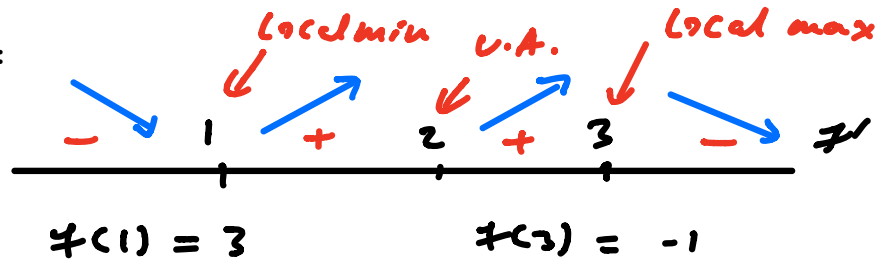 Local min V.A. Local max
1 2 3
− + + − f'
f(1) = 3 f(3) = -1